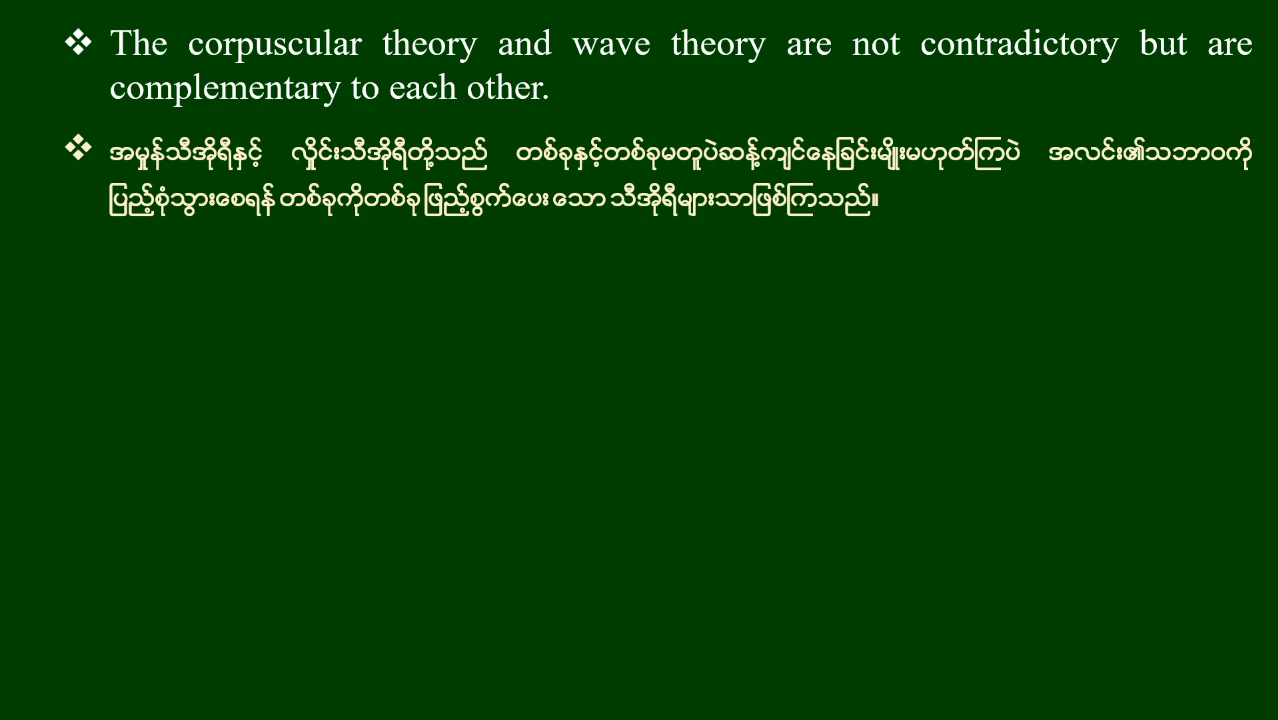 ❖ The corpuscular theory and wave theory are not contradictory but are
complementary to each other.
❖ အမှုန်သီအိုရီနှင့် လှိုင်းသီအိုရီတို့သည် တစ်ခုနှင့်တစ်ခုမတူပဲဆန့်ကျင်နေခြင်းမျိုးမဟုတ်ကြပဲ အလင်း၏သဘာဝကို
ပြည့်စုံသွားစေရန် တစ်ခုကိုတစ်ခု ဖြည့်စွက်ပေး သော သီအိုရီများသာဖြစ်ကြသည်။